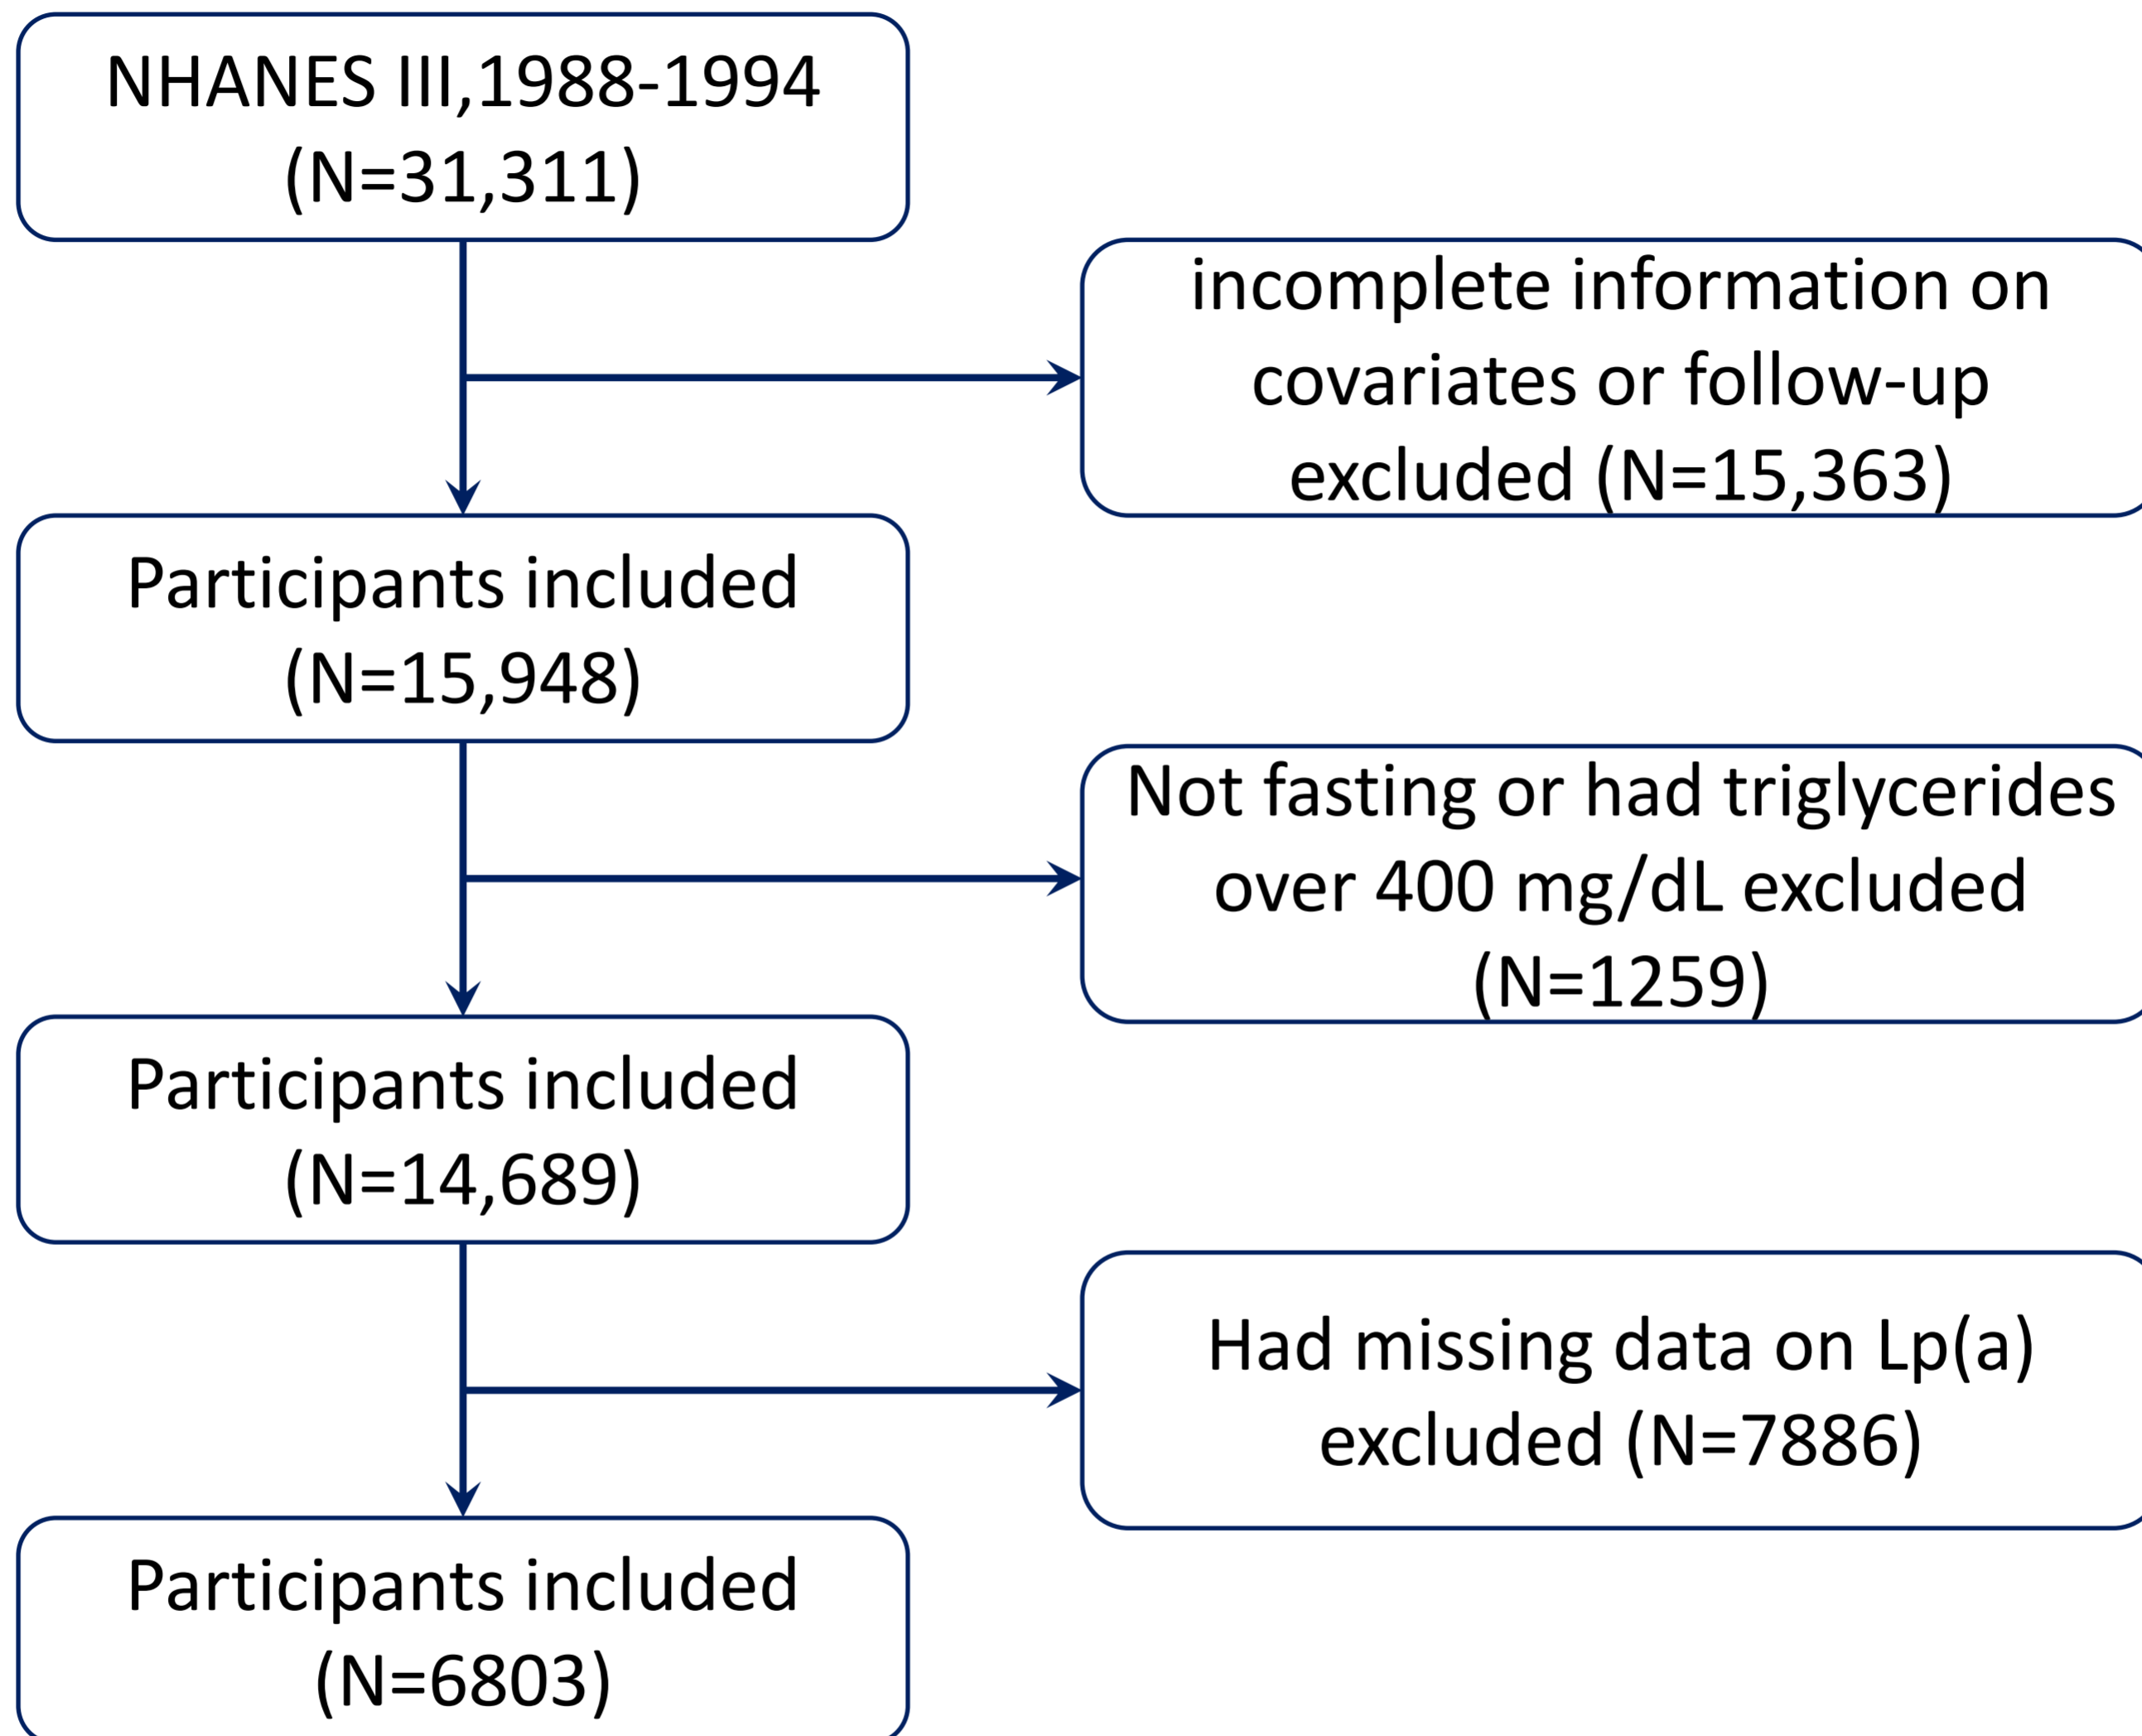 NHANES III,1988-1994
(N=31,311)
incomplete information on
covariates or follow-up
excluded (N=15,363)
Participants included
(N=15,948)
Not fasting or had triglycerides
over 400 mg/dL excluded
(N=1259)
Participants included
(N=14,689)
Had missing data on Lp(a)
excluded (N=7886)
Participants included
(N=6803)